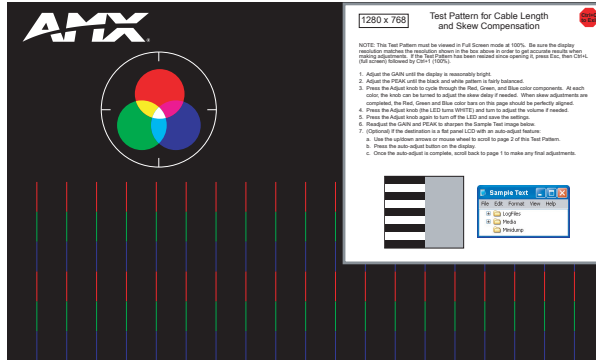 AMX
1280 x 768
Test Pattern for Cable Length
and Skew Compensation
Ctrl+Q
to Exit
NOTE: This Test Pattern must be viewed in Full Screen mode at 100%. Be sure the display
resolution matches the resolution shown in the box above in order to get accurate results when
making adjustments. If the Test Pattern has been resized since opening it, press Esc, then Ctrl+L
(full screen) followed by Ctrl+1 (100%).
1. Adjust the GAIN until the display is reasonably bright.
2. Adjust the PEAK until the black and white pattern is fairly balanced.
3. Press the Adjust knob to cycle through the Red, Green, and Blue color components. At each
color, the knob can be turned to adjust the skew delay if needed. When skew adjustments are
completed, the Red, Green and Blue color bars on this page should be perfectly aligned.
4. Press the Adjust knob (the LED turns WHITE) and turn to adjust the volume if needed.
5. Press the Adjust knob again to turn off the LED and save the settings.
6. Readjust the GAIN and PEAK to sharpen the Sample Text image below.
7. (Optional) If the destination is a flat panel LCD with an auto-adjust feature:
a. Use the up/down arrows or mouse wheel to scroll to page 2 of this Test Pattern.
b. Press the auto-adjust button on the display.
c. Once the auto-adjust is complete, scroll back to page 1 to make any final adjustments.
Sample Text
File Edit Format View Help
LogFiles
Media
Minidump